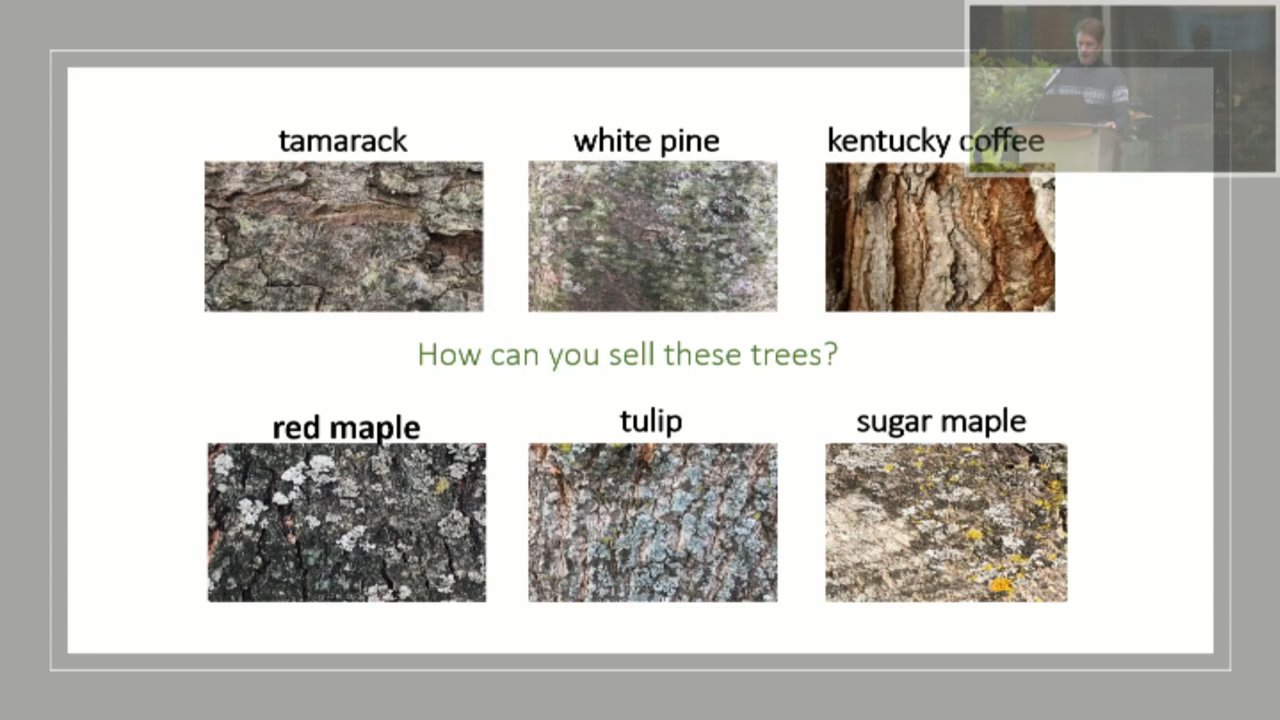 tamarack
white pine
kentucky coffee
How can you sell these trees?
red maple
tulip
sugar maple